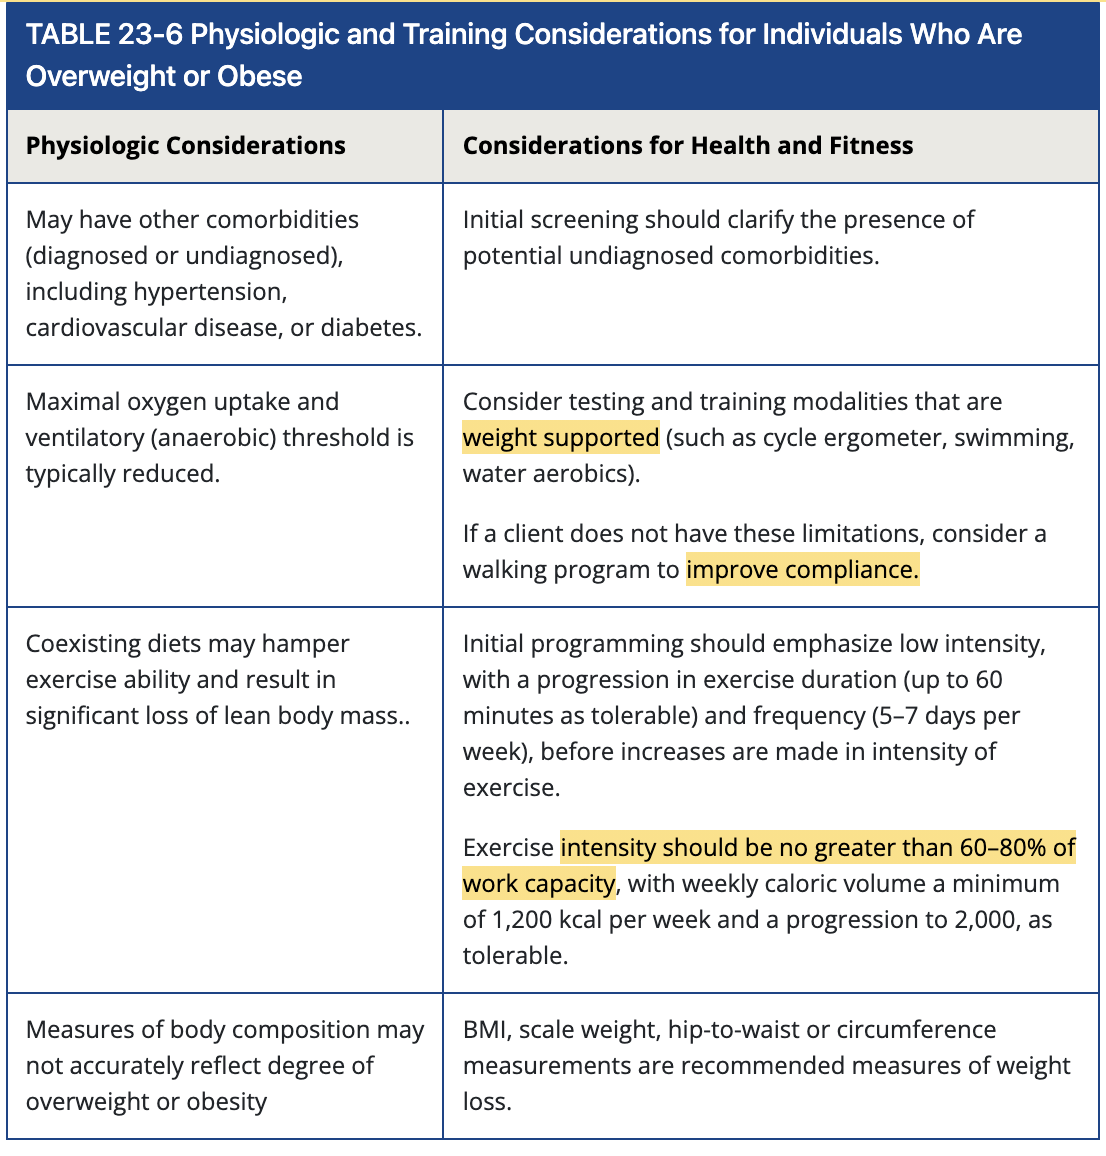 TABLE 23-6 Physiologic and Training Considerations for Individuals Who Are
Overweight or Obese
Physiologic Considerations
Considerations for Health and Fitness
May have other comorbidities
(diagnosed or undiagnosed),
including hypertension,
cardiovascular disease, or diabetes.
Initial screening should clarify the presence of
potential undiagnosed comorbidities.
Maximal oxygen uptake and
ventilatory (anaerobic) threshold is
typically reduced.
Consider testing and training modalities that are
weight supported (such as cycle ergometer, swimming,
water aerobics).
If a client does not have these limitations, consider a
walking program to improve compliance.
Coexisting diets may hamper
exercise ability and result in
significant loss of lean body mass..
Initial programming should emphasize low intensity,
with a progression in exercise duration (up to 60
minutes as tolerable) and frequency (5–7 days per
week), before increases are made in intensity of
exercise.
Exercise intensity should be no greater than 60–80% of
work capacity, with weekly caloric volume a minimum
of 1,200 kcal per week and a progression to 2,000, as
tolerable.
Measures of body composition may
not accurately reflect degree of
overweight or obesity
BMI, scale weight, hip-to-waist or circumference
measurements are recommended measures of weight
loss.